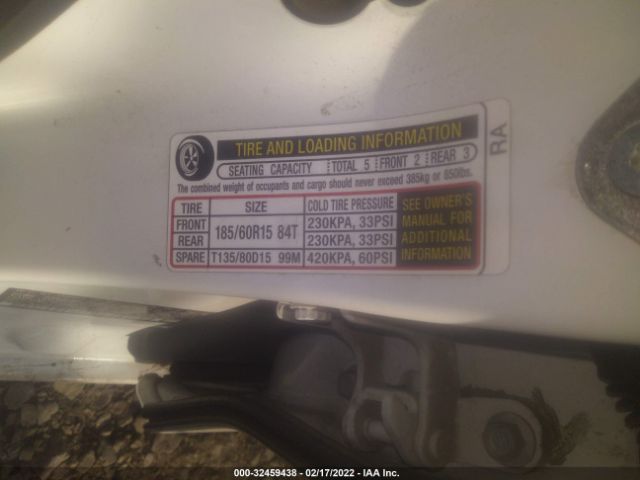 TIRE AND LOADING INFORMATION
SEATING CAPACITY TOTAL 5 FRONT 2 REAR 3
The combined weight of occupants and cargo should never exceed 385kg or 850lbs.
TIRE SIZE COLD TIRE PRESSURE
FRONT 185/60R15 84T 230KPA, 33PSI
REAR 230KPA, 33PSI
SPARE T135/80D15 99M 420KPA, 60PSI
SEE OWNER'S
MANUAL FOR
ADDITIONAL
INFORMATION
RA
000-32459438 - 02/17/2022 - IAA Inc.